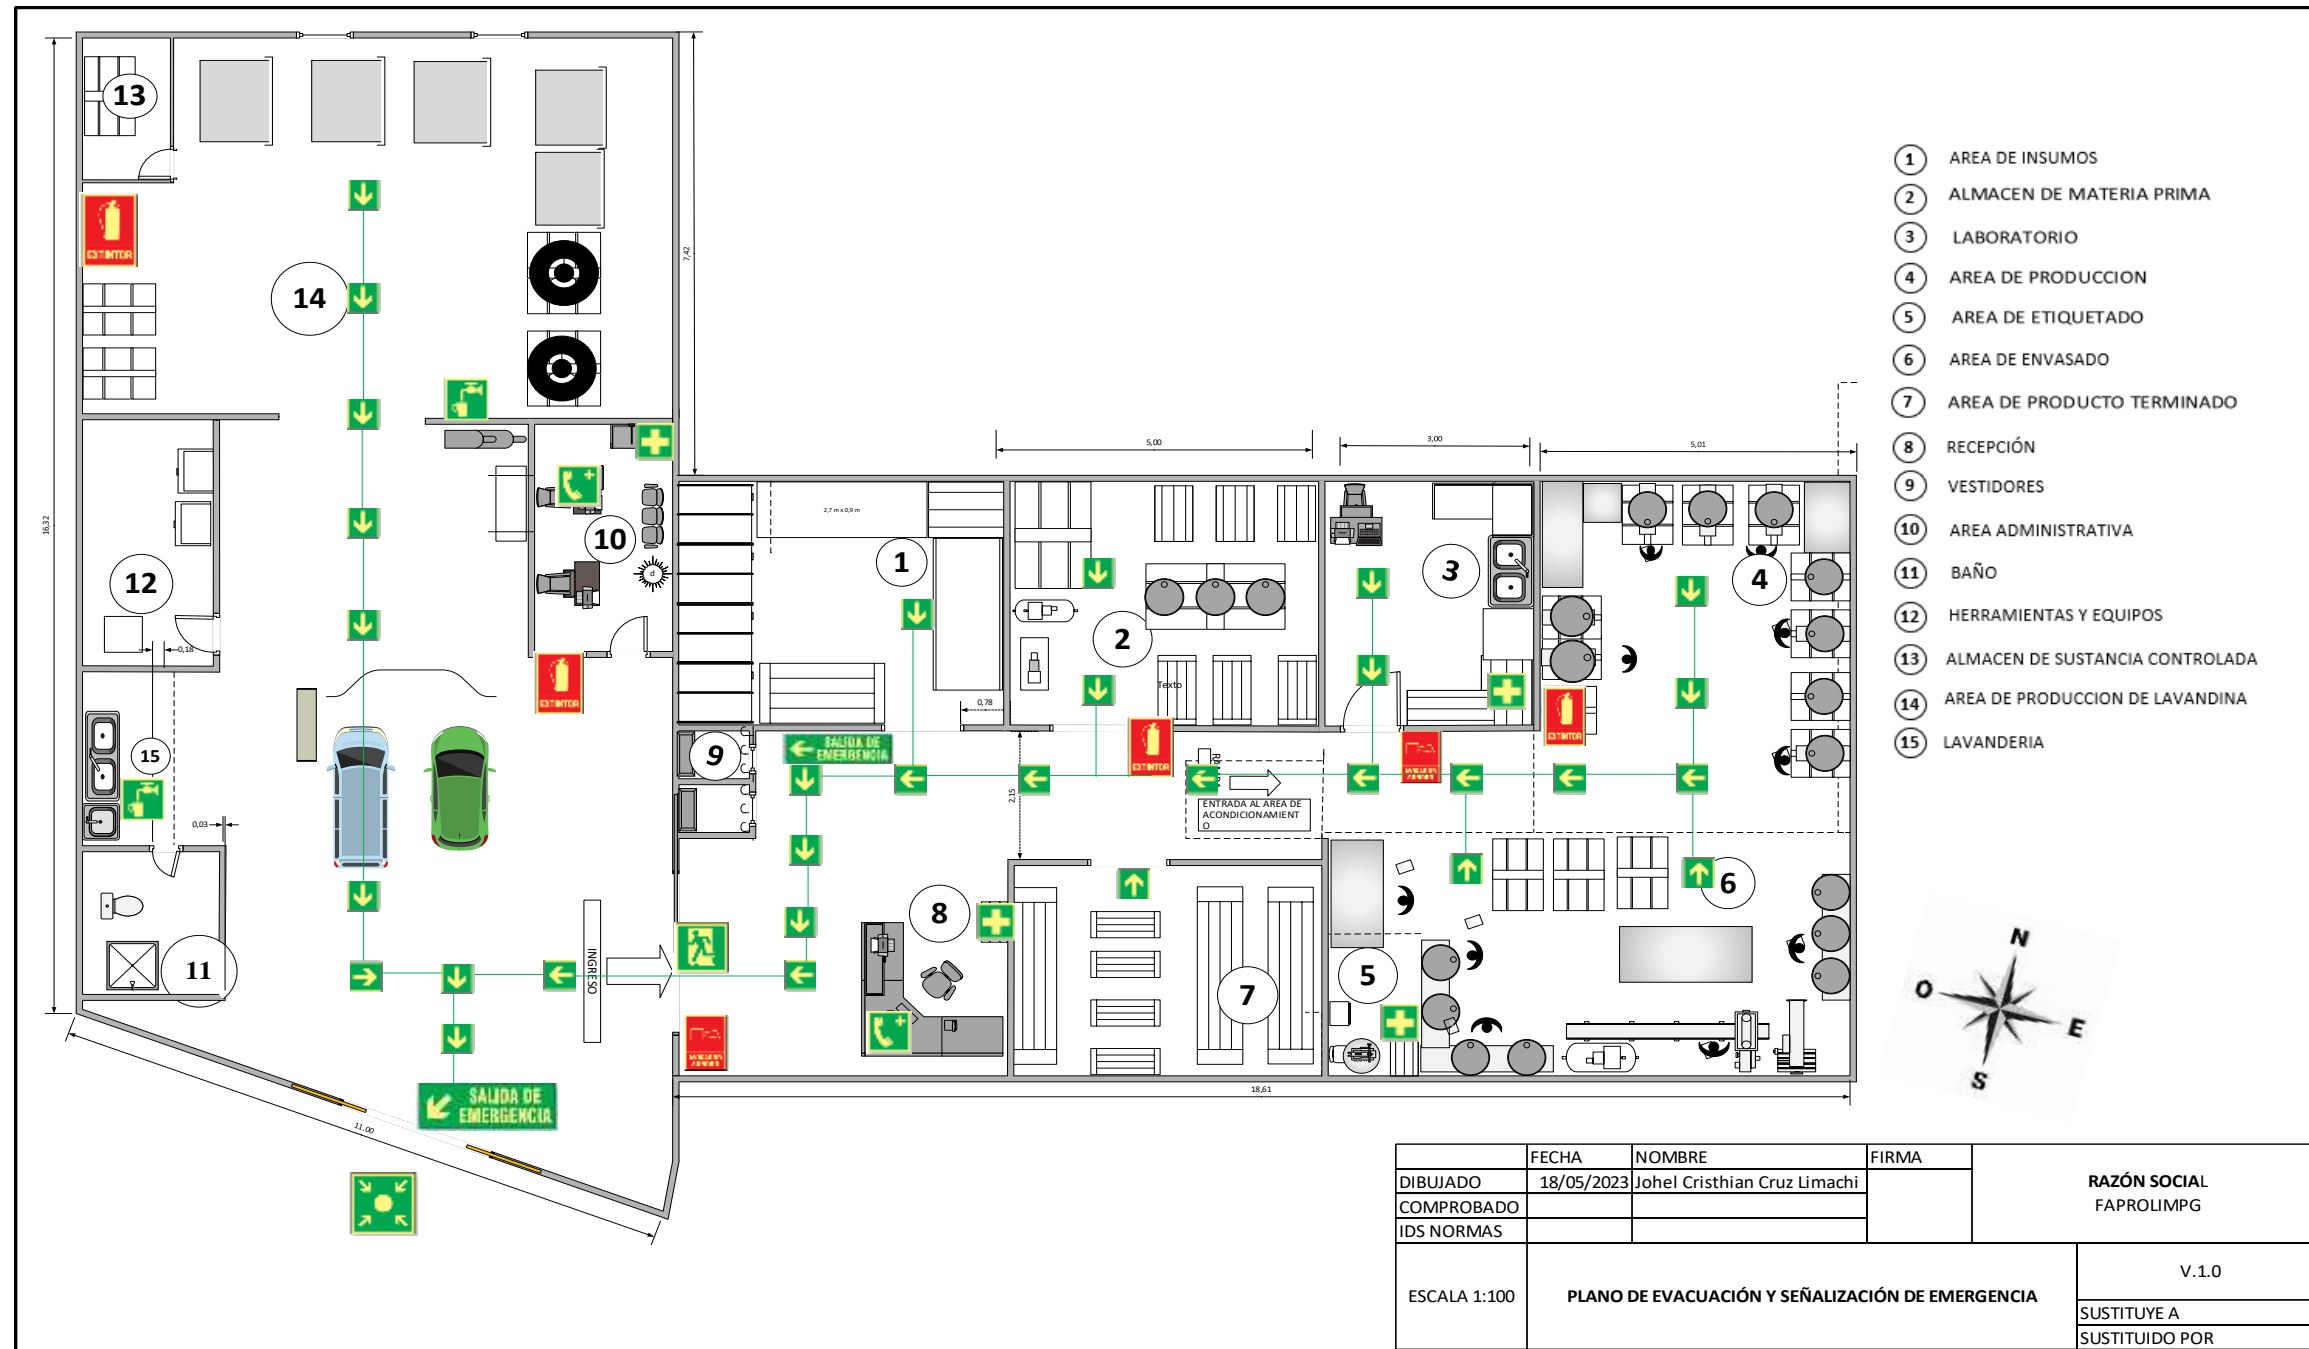 13
EXTINTOR
14
7,42
16,32
12
0,18
10
d
EXTINTOR
15
0,03
11
INGRESO
SALIDA DE
EMERGENCIA
11.00
2,7 m x 0,9 m
1
0,78
9
SALIDA DE
EMERGENCIA
8
5,00
2
Texto
EXTINTOR
2,15
ENTRADA AL AREA DE
ACONDICIONAMIENT
O
7
3,00
3
5,01
4
EXTINTOR
5
6
18,61
1 AREA DE INSUMOS
2 ALMACEN DE MATERIA PRIMA
3 LABORATORIO
4 AREA DE PRODUCCION
5 AREA DE ETIQUETADO
6 AREA DE ENVASADO
7 AREA DE PRODUCTO TERMINADO
8 RECEPCIÓN
9 VESTIDORES
10 AREA ADMINISTRATIVA
11 BAÑO
12 HERRAMIENTAS Y EQUIPOS
13 ALMACEN DE SUSTANCIA CONTROLADA
14 AREA DE PRODUCCION DE LAVANDINA
15 LAVANDERIA
N
O
E
S
FECHA NOMBRE FIRMA
DIBUJADO 18/05/2023 Johel Cristhian Cruz Limachi
COMPROBADO
IDS NORMAS
RAZÓN SOCIAL
FAPROLIMPG
ESCALA 1:100
PLANO DE EVACUACIÓN Y SEÑALIZACIÓN DE EMERGENCIA
V.1.0
SUSTITUYE A
SUSTITUIDO POR